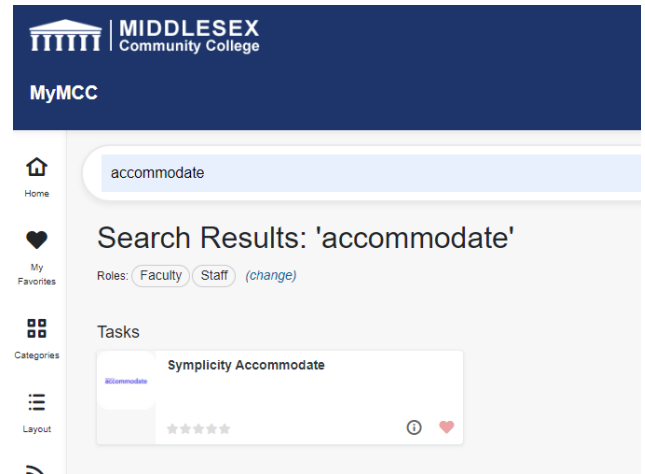 MIDDLESEX
Community College
MyMCC
Home
My
Favorites
Categories
Layout
accommodate
Search Results: 'accommodate'
Roles: Faculty Staff (change)
Tasks
accommodate
Symplicity Accommodate